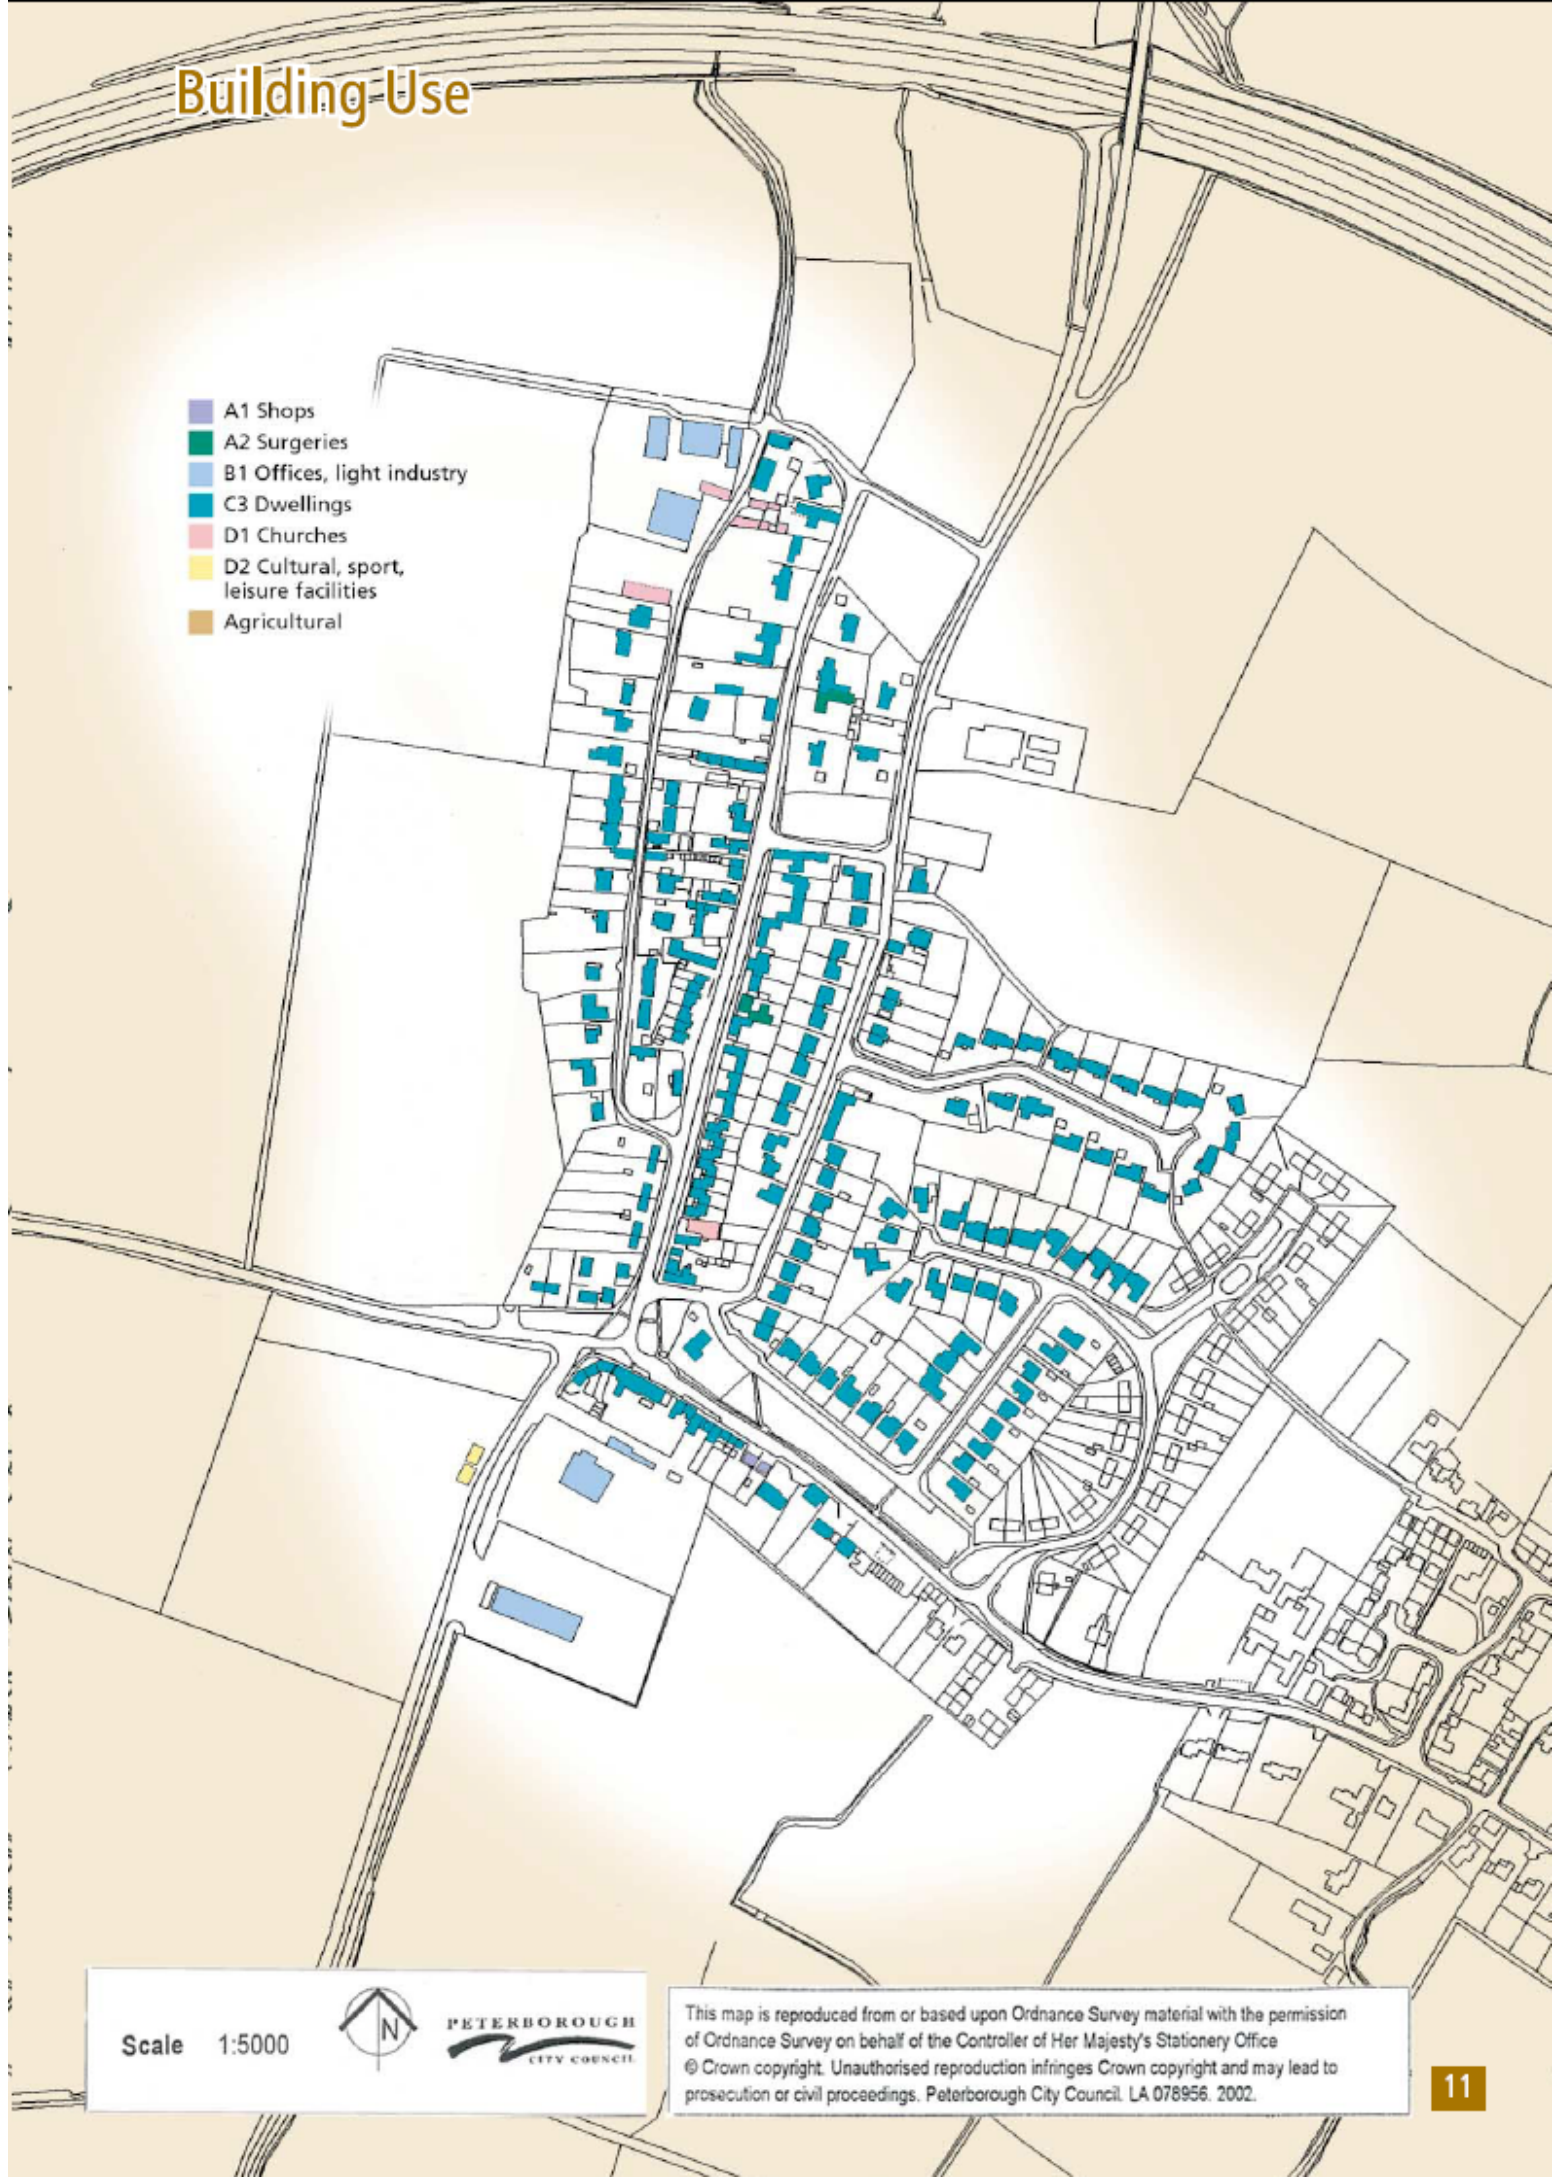 Building Use
A1 Shops
A2 Surgeries
B1 Offices, light industry
C3 Dwellings
D1 Churches
D2 Cultural, sport,
leisure facilities
Agricultural
Scale 1:5000
N
PETERBOROUGH
CITY COUNCIL
This map is reproduced from or based upon Ordnance Survey material with the permission
of Ordnance Survey on behalf of the Controller of Her Majesty's Stationery Office
© Crown copyright. Unauthorised reproduction infringes Crown copyright and may lead to
prosecution or civil proceedings. Peterborough City Council. LA 078956. 2002.
11